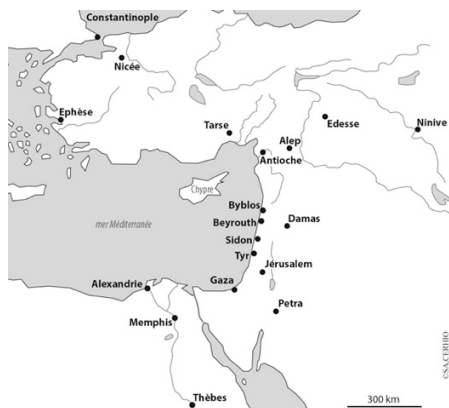 Constantinople
Nicée
Ephèse
Tarse
Edesse
Ninive
Alep
Antioche
Chypre
Byblos
mer Méditerranée
Beyrouth
Damas
Sidon
Tyr
Jérusalem
Gaza
Alexandrie
Petra
Memphis
Thèbes
300 km
©SA.CERHIO